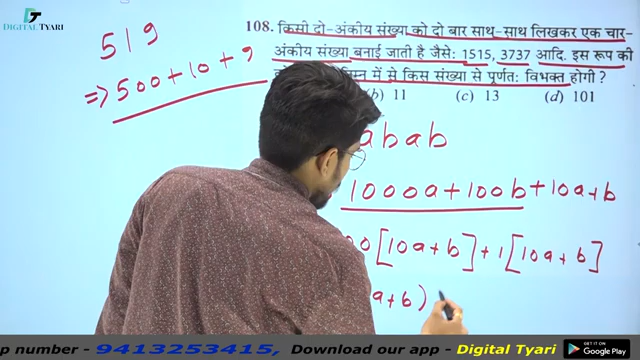 DIGITAL TYARI
519
⇒ 500 + 10 + 9
108. किसी दो-अंकीय संख्या को दो बार साथ-साथ लिखकर एक चार-
अंकीय संख्या बनाई जाती है जैसे: 1515, 3737 आदि. इस रूप की
में से किस संख्या से पूर्णत: विभक्त होगी ?
(b) 11 (c) 13 (d) 101
abab
1000a + 100b + 10a + b
[10a + b] + 1[10a + b]
a + b)
p number - 9413253415, Download our app - Digital Tyari
GET IT ON
Google Play